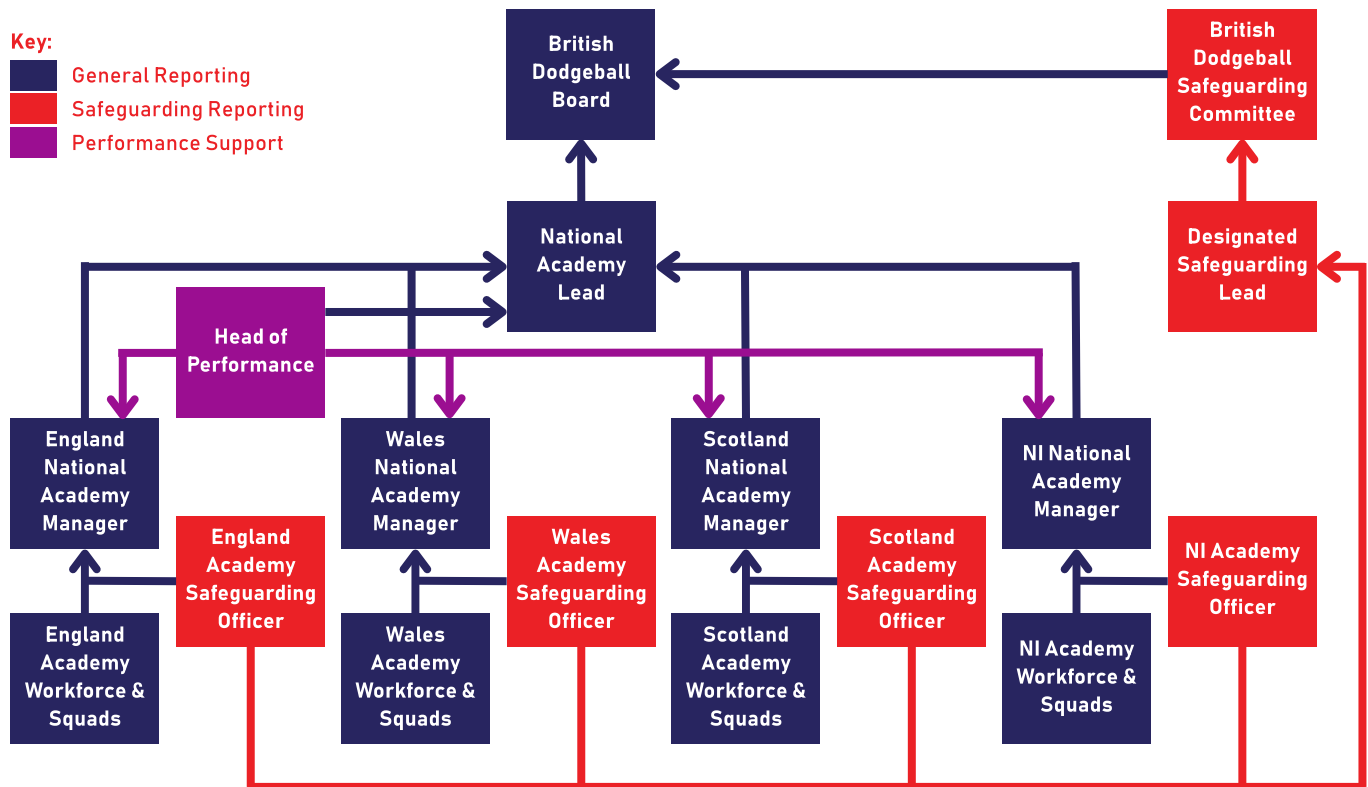 Key:
General Reporting
Safeguarding Reporting
Performance Support
British
Dodgeball
Board
British
Dodgeball
Safeguarding
Committee
National
Academy
Lead
Designated
Safeguarding
Lead
Head of
Performance
England
National
Academy
Manager
Wales
National
Academy
Manager
Scotland
National
Academy
Manager
NI National
Academy
Manager
England
Academy
Safeguarding
Officer
Wales
Academy
Safeguarding
Officer
Scotland
Academy
Safeguarding
Officer
NI Academy
Safeguarding
Officer
England
Academy
Workforce &
Squads
Wales
Academy
Workforce &
Squads
Scotland
Academy
Workforce &
Squads
NI Academy
Workforce &
Squads